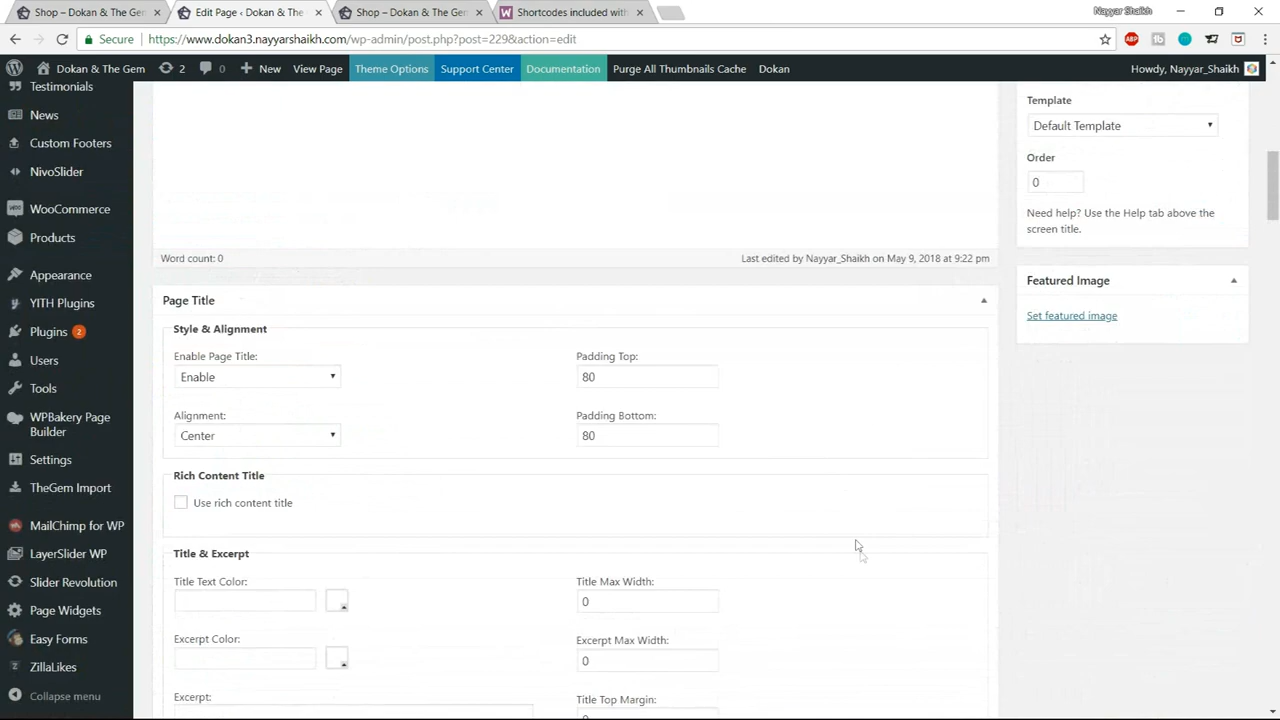 Shop – Dokan & The Gen
Edit Page ‹ Dokan & The
Shop – Dokan & The Gen
Shortcodes included with
Nayyar Shaikh
Secure
https://www.dokan3.nayyarshaikh.com/wp-admin/post.php?post=229&action=edit
ABP
Dokan & The Gem
2
0
New
View Page
Theme Options
Support Center
Documentation
Purge All Thumbnails Cache
Dokan
Howdy, Nayyar_Shaikh
Testimonials
News
Custom Footers
NivoSlider
WooCommerce
Products
Appearance
YITH Plugins
Plugins 2
Users
Tools
WPBakery Page
Builder
Settings
TheGem Import
MailChimp for WP
LayerSlider WP
Slider Revolution
Page Widgets
Easy Forms
ZillaLikes
Collapse menu
Word count: 0
Last edited by Nayyar_Shaikh on May 9, 2018 at 9:22 pm
Page Title
Style & Alignment
Enable Page Title:
Padding Top:
Enable
80
Alignment:
Padding Bottom:
Center
80
Rich Content Title
Use rich content title
Title & Excerpt
Title Text Color:
Title Max Width:
0
Excerpt Color:
Excerpt Max Width:
0
Excerpt:
Title Top Margin:
Template
Default Template
Order
0
Need help? Use the Help tab above the
screen title.
Featured Image
Set featured image